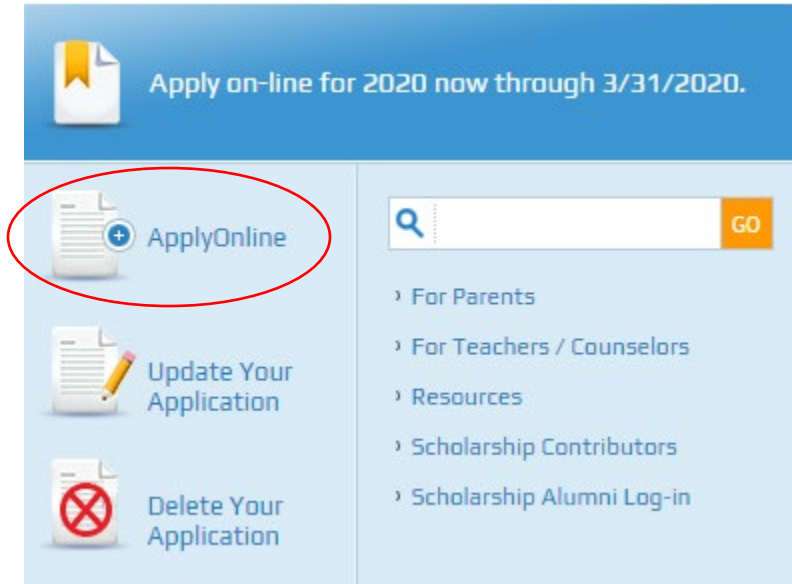 Apply on-line for 2020 now through 3/31/2020.
ApplyOnline
Update Your
Application
Delete Your
Application
GO
For Parents
For Teachers / Counselors
Resources
Scholarship Contributors
Scholarship Alumni Log-in